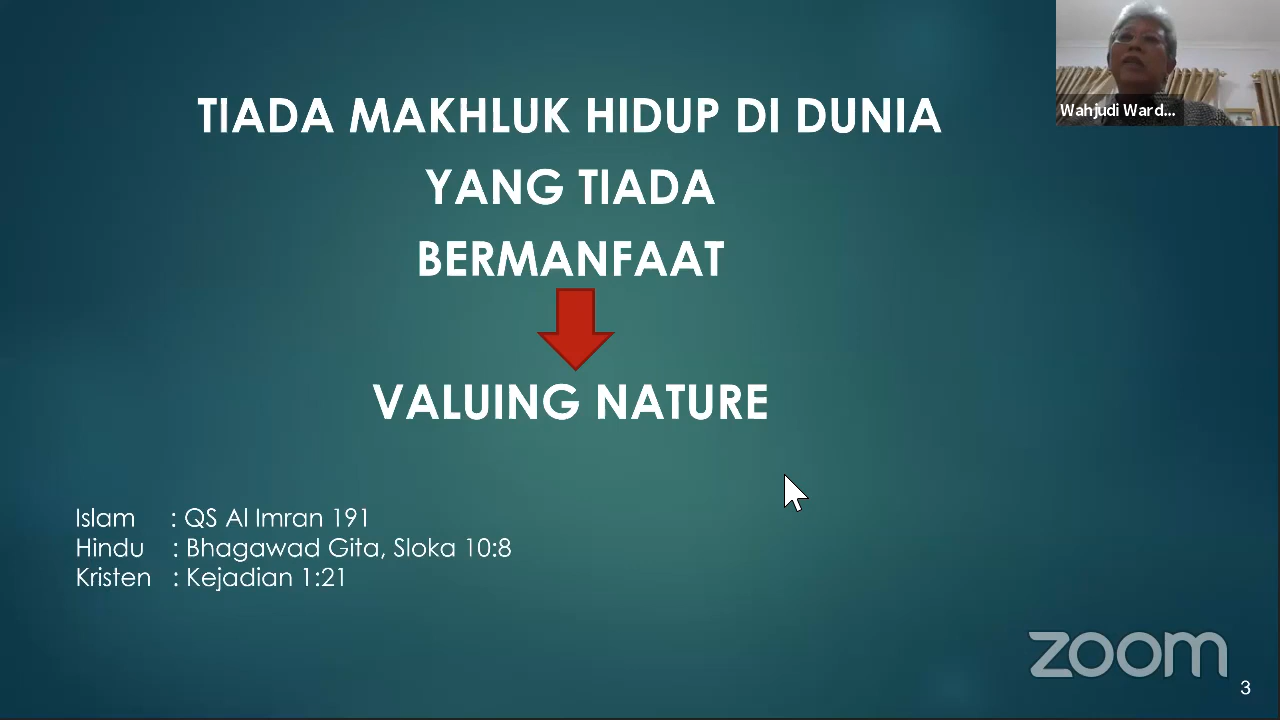 TIADA MAKHLUK HIDUP DI DUNIA
YANG TIADA
BERMANFAAT
VALUING NATURE
Islam : QS Al Imran 191
Hindu : Bhagawad Gita, Sloka 10:8
Kristen : Kejadian 1:21
Wahjudi Ward...
zoom
3